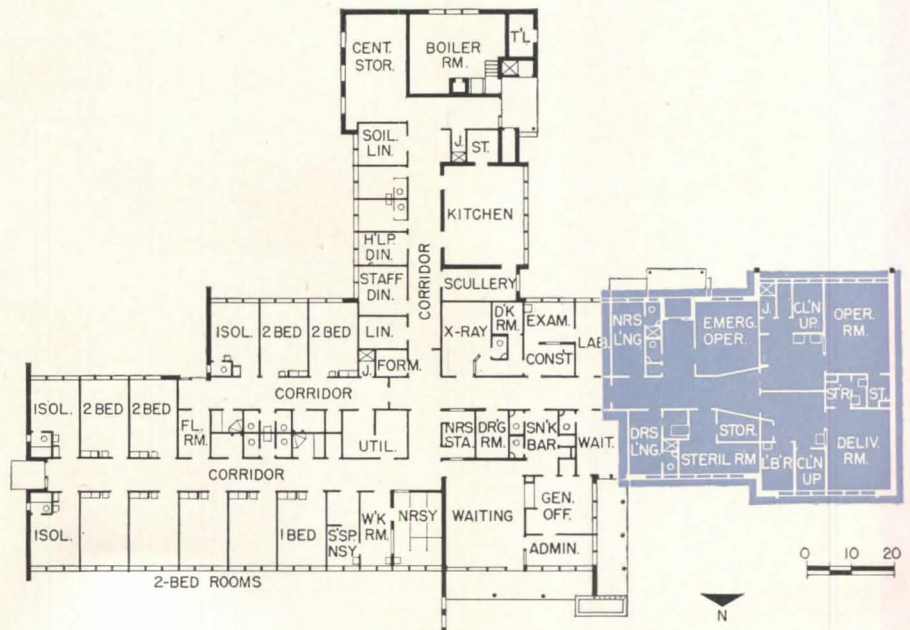 CENT.
STOR.
BOILER
RM.
T'L
SOIL.
LIN.
J.
ST.
KITCHEN
H'LP.
DIN.
STAFF
DIN.
CORRIDOR
SCULLERY
ISOL.
2 BED
2 BED
LIN.
J.
FORM.
X-RAY
D'K
RM.
EXAM.
CONST
LAB.
NRS
LNG
EMERG.
OPER.
J.
CL'N
UP
OPER.
RM.
ST'RL
ST.
CORRIDOR
ISOL.
2 BED
2 BED
FL.
RM.
UTIL.
NRS
STA.
DR'G
RM.
SN'K
BAR
WAIT.
DRS
L'NG.
STERIL RM
STOR.
L'B'R
CL'N
UP
DELIV.
RM.
CORRIDOR
ISOL.
1 BED
S'SP.
NSY.
W'K
RM.
NRSY
WAITING
GEN.
OFF.
ADMIN.
2-BED ROOMS
0 10 20
N